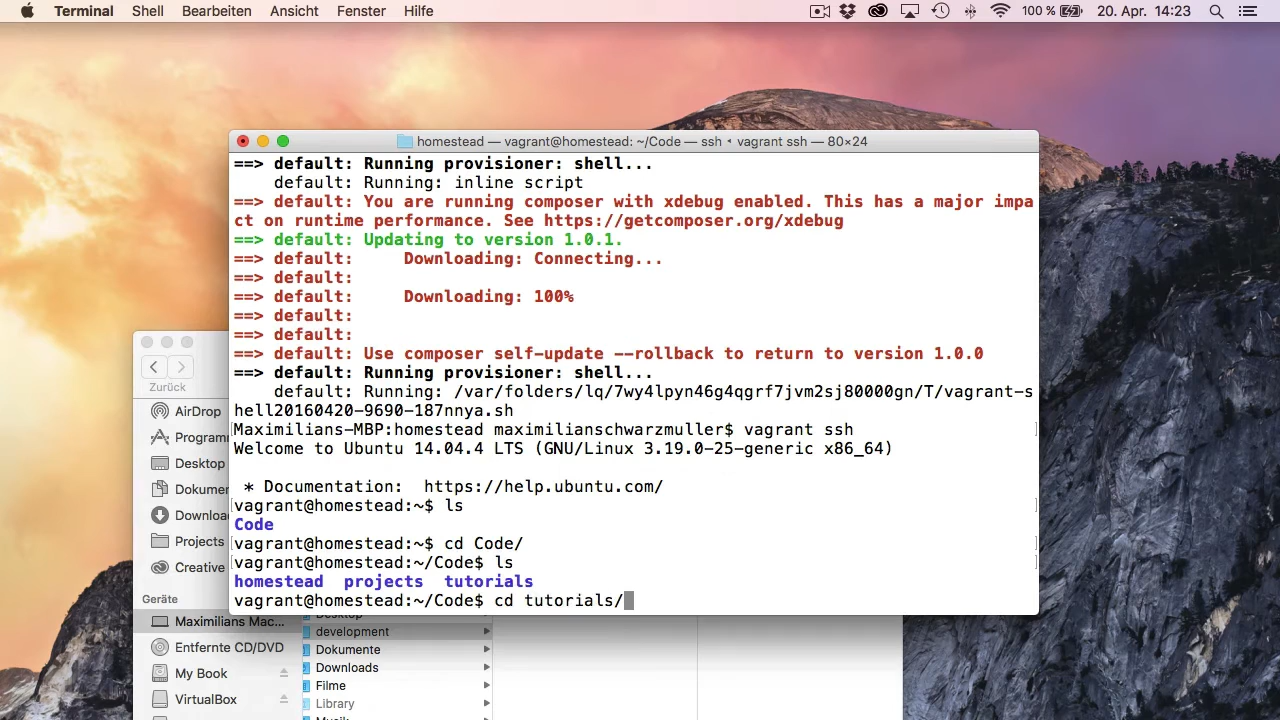 Terminal Shell Bearbeiten Ansicht Fenster Hilfe 100 % 20. Apr. 14:23
homestead — vagrant@homestead: ~/Code — ssh ◂ vagrant ssh — 80×24
==> default: Running provisioner: shell...
default: Running: inline script
==> default: You are running composer with xdebug enabled. This has a major impa
ct on runtime performance. See https://getcomposer.org/xdebug
==> default: Updating to version 1.0.1.
==> default: Downloading: Connecting...
==> default:
==> default: Downloading: 100%
==> default:
==> default:
==> default: Use composer self-update --rollback to return to version 1.0.0
==> default: Running provisioner: shell...
default: Running: /var/folders/lq/7wy4lpyn46g4qgrf7jvm2sj80000gn/T/vagrant-s
hell20160420-9690-187nnya.sh
Maximilians-MBP:homestead maximilianschwarzmuller$ vagrant ssh
Welcome to Ubuntu 14.04.4 LTS (GNU/Linux 3.19.0-25-generic x86_64)
* Documentation: https://help.ubuntu.com/
vagrant@homestead:~$ ls
Code
vagrant@homestead:~$ cd Code/
vagrant@homestead:~/Code$ ls
homestead projects tutorials
vagrant@homestead:~/Code$ cd tutorials/
Zurück
AirDrop
Desktop
Projects
Creative
Geräte
Maximilians Mac...
Entfernte CD/DVD
My Book
VirtualBox
development
Dokumente
Downloads
Filme
Library